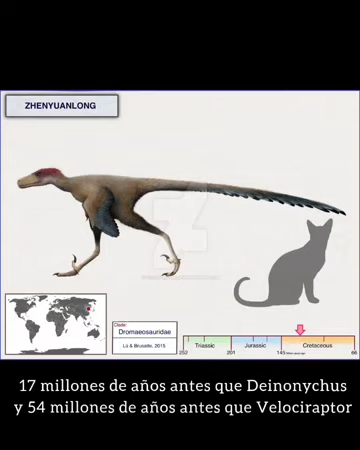 ZHENYUANLONG
Clade:
Dromaeosauridae
Lü & Brusatte, 2015
Triassic
Jurassic
Cretaceous
252
201
145
66
17 millones de años antes que Deinonychus
y 54 millones de años antes que Velociraptor